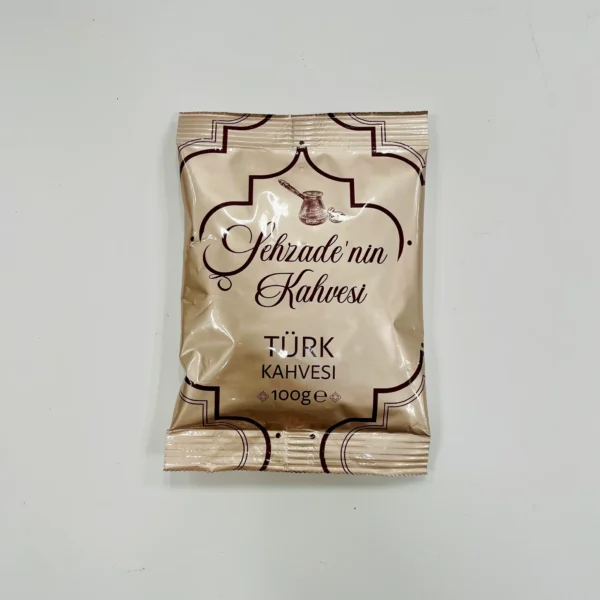 Şehzade'nin
Kahvesi
TÜRK
KAHVESI
100g ℮